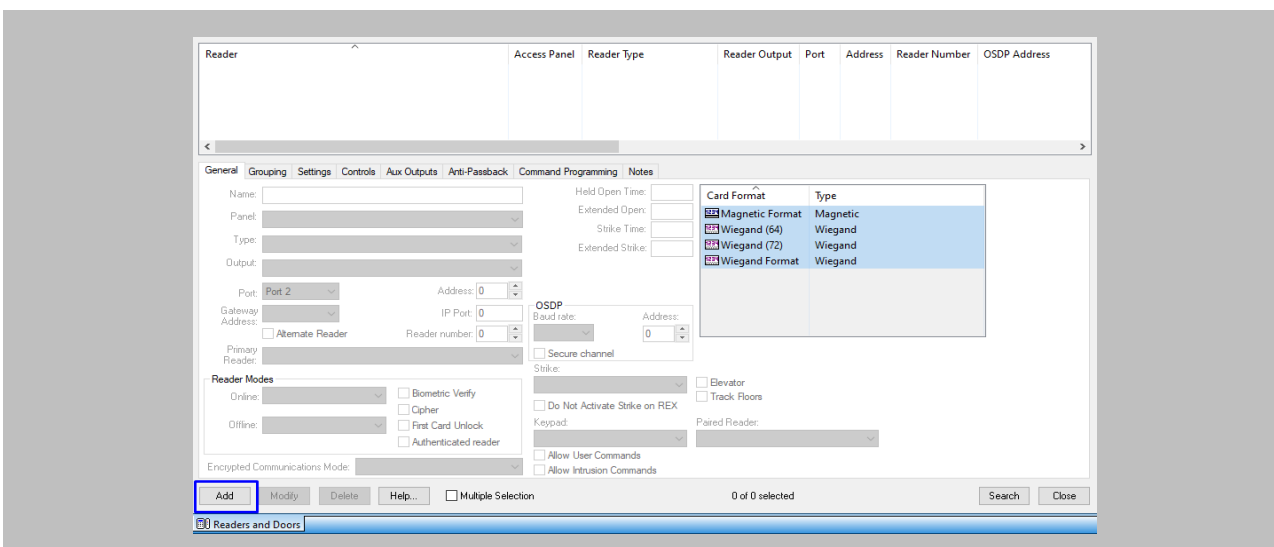 Reader Access Panel Reader Type Reader Output Port Address Reader Number OSDP Address
General Grouping Settings Controls Aux Outputs Anti-Passback Command Programming Notes
Name:
Panel:
Type:
Output:
Port: Port 2 Address: 0
Gateway Address: IP Port: 0
Alternate Reader Reader number: 0
Primary Reader:
Held Open Time:
Extended Open:
Strike Time:
Extended Strike:
Card Format Type
Magnetic Format Magnetic
Wiegand (64) Wiegand
Wiegand (72) Wiegand
Wiegand Format Wiegand
OSDP
Baud rate: Address:
0
Secure channel
Reader Modes
Online:
Offline:
Biometric Verify
Cipher
First Card Unlock
Authenticated reader
Encrypted Communications Mode:
Strike:
Do Not Activate Strike on REX
Keypad:
Allow User Commands
Allow Intrusion Commands
Elevator
Track Floors
Paired Reader:
Add Modify Delete Help... Multiple Selection 0 of 0 selected Search Close
Readers and Doors